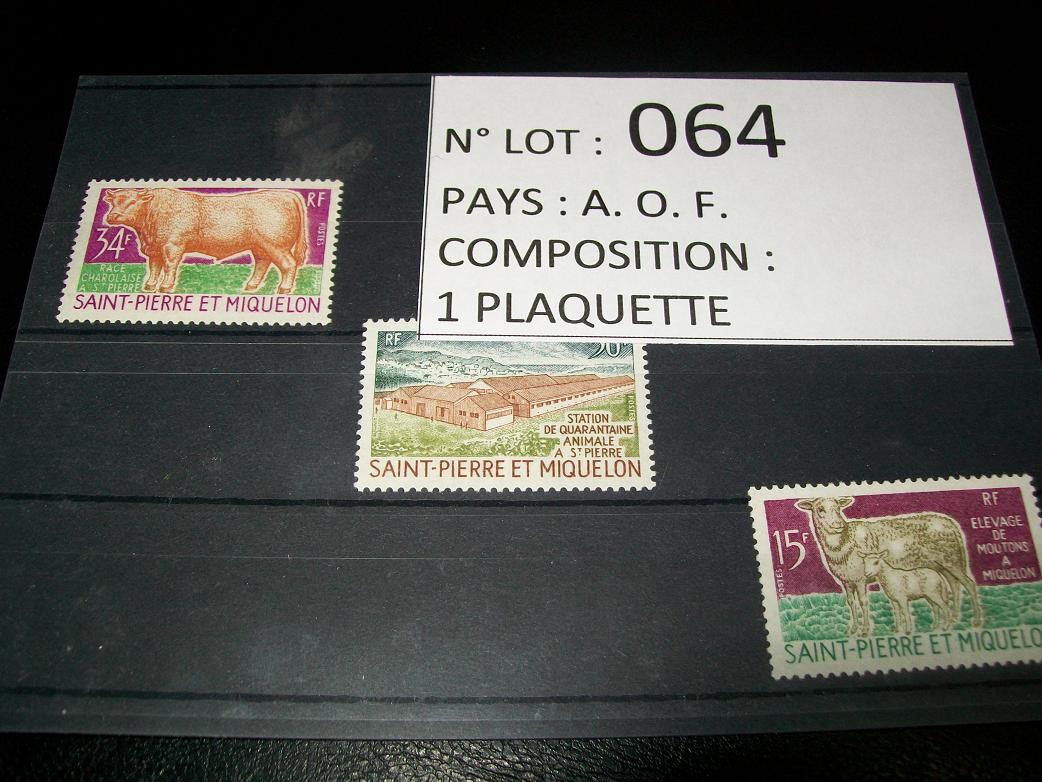 N° LOT : 064
PAYS : A. O. F.
COMPOSITION :
1 PLAQUETTE
RF
34F
POSTES
RACE
CHAROLAISE
A ST PIERRE
SAINT-PIERRE ET MIQUELON
RF
POSTES
STATION
DE QUARANTAINE
ANIMALE
A ST PIERRE
SAINT-PIERRE ET MIQUELON
RF
15F
POSTES
ELEVAGE
DE
MOUTONS
A
MIQUELON
SAINT-PIERRE ET MIQUELO